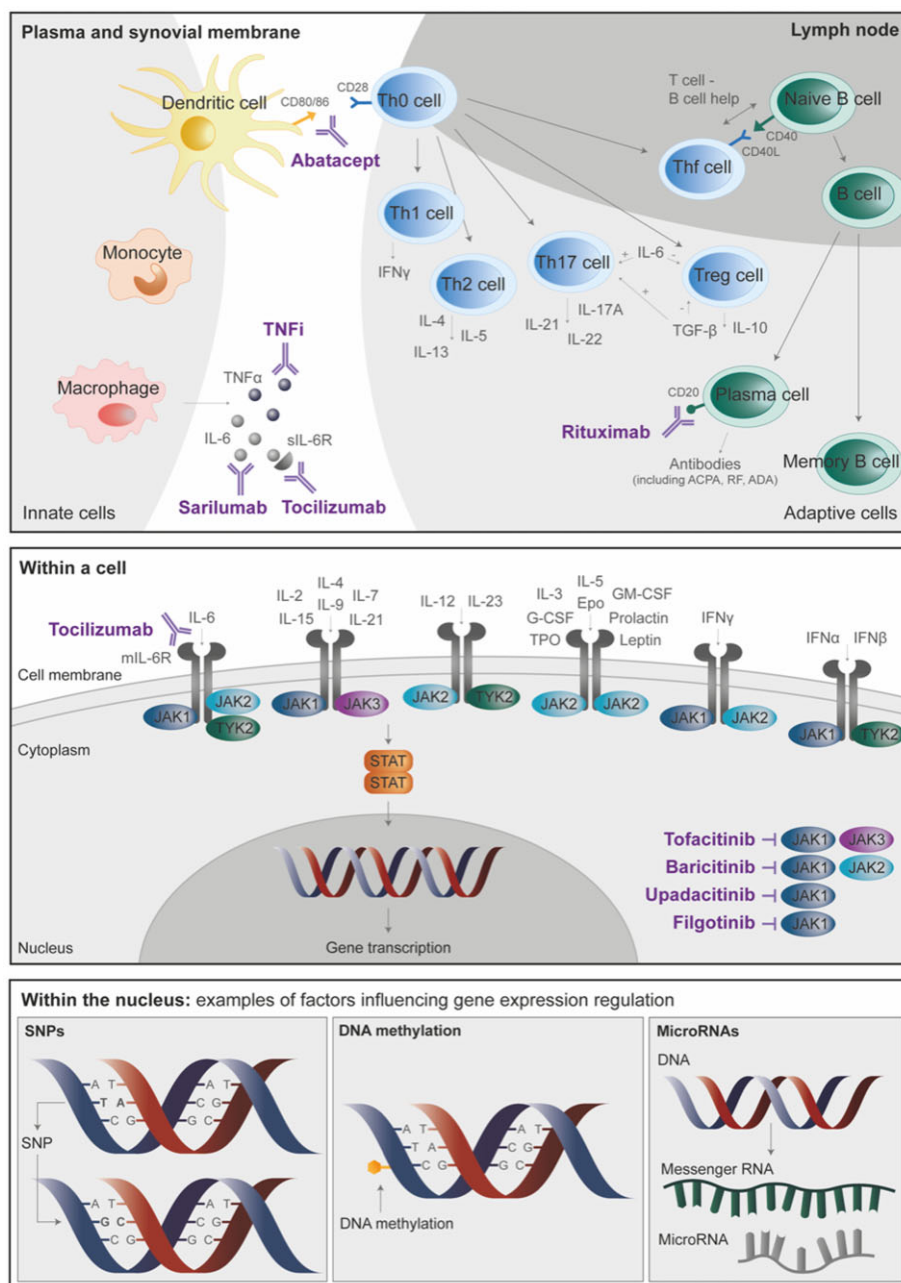 Plasma and synovial membrane
Lymph node
Dendritic cell
CD80/86
CD28
Th0 cell
Abatacept
T cell -
B cell help
Naive B cell
CD40
CD40L
Thf cell
B cell
Monocyte
Th1 cell
IFNγ
Th2 cell
IL-4
IL-5
IL-13
Th17 cell
+ IL-6 -
Treg cell
+
-
IL-17A
IL-21
IL-22
TGF-β
IL-10
TNFi
TNFα
Macrophage
IL-6
sIL-6R
Sarilumab
Tocilizumab
CD20
Plasma cell
Rituximab
Antibodies
(including ACPA, RF, ADA)
Memory B cell
Innate cells
Adaptive cells
Within a cell
Tocilizumab
IL-6
mIL-6R
IL-4
IL-2
IL-7
IL-9
IL-15
IL-21
IL-12
IL-23
IL-5
IL-3
GM-CSF
Epo
G-CSF
Prolactin
TPO
Leptin
IFNγ
IFNα
IFNβ
Cell membrane
JAK1
JAK2
TYK2
JAK1
JAK3
JAK2
TYK2
JAK2
JAK2
JAK1
JAK2
JAK1
TYK2
Cytoplasm
STAT
STAT
Tofacitinib
JAK1
JAK3
Baricitinib
JAK1
JAK2
Upadacitinib
JAK1
Filgotinib
JAK1
Nucleus
Gene transcription
Within the nucleus: examples of factors influencing gene expression regulation
SNPs
A T A T
T A C G
C G G C
SNP
A T A T
G C C G
C G G C
DNA methylation
A T A T
T A C G
C G G C
DNA methylation
MicroRNAs
DNA
Messenger RNA
MicroRNA